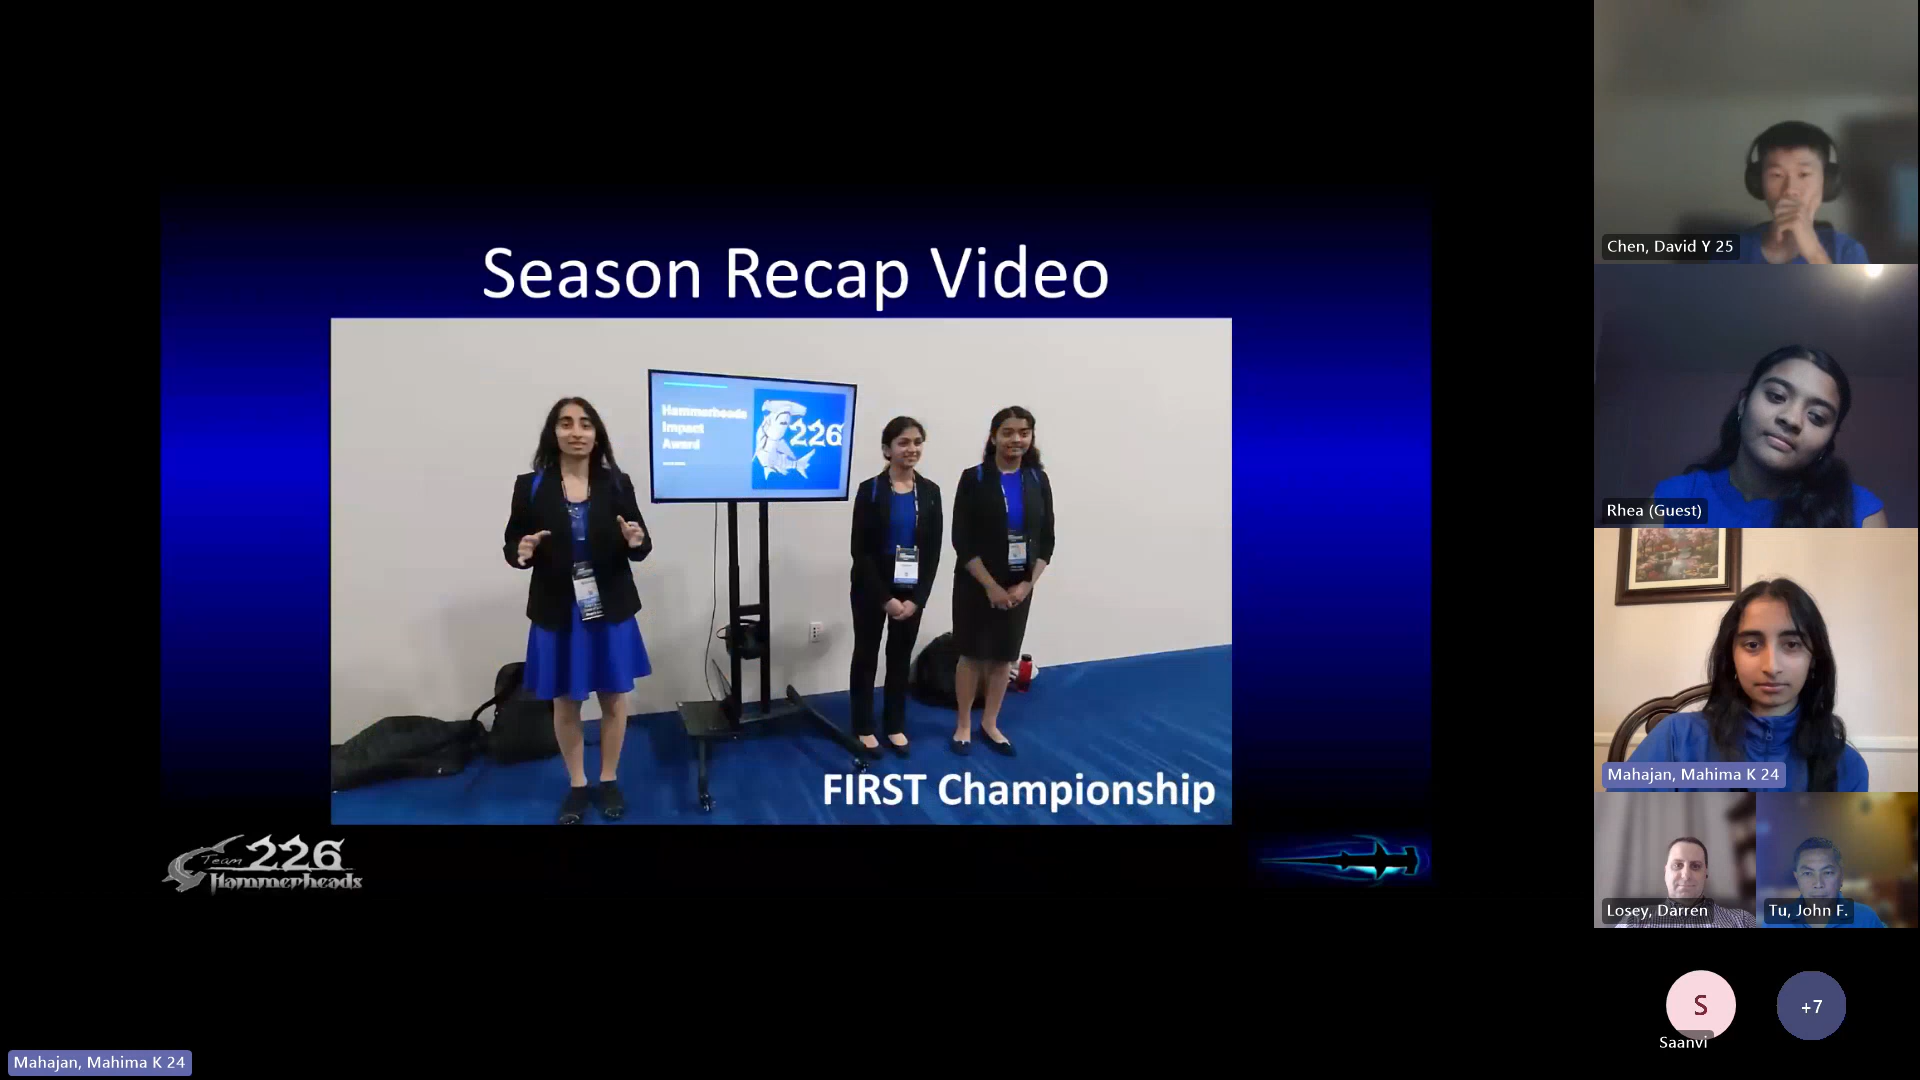 Season Recap Video
Hammerheads
Impact
Award
226
FIRST Championship
Team 226
Hammerheads
Chen, David Y 25
Rhea (Guest)
Mahajan, Mahima K 24
Losey, Darren
Tu, John F.
S
+7
Saanvi
Mahajan, Mahima K 24